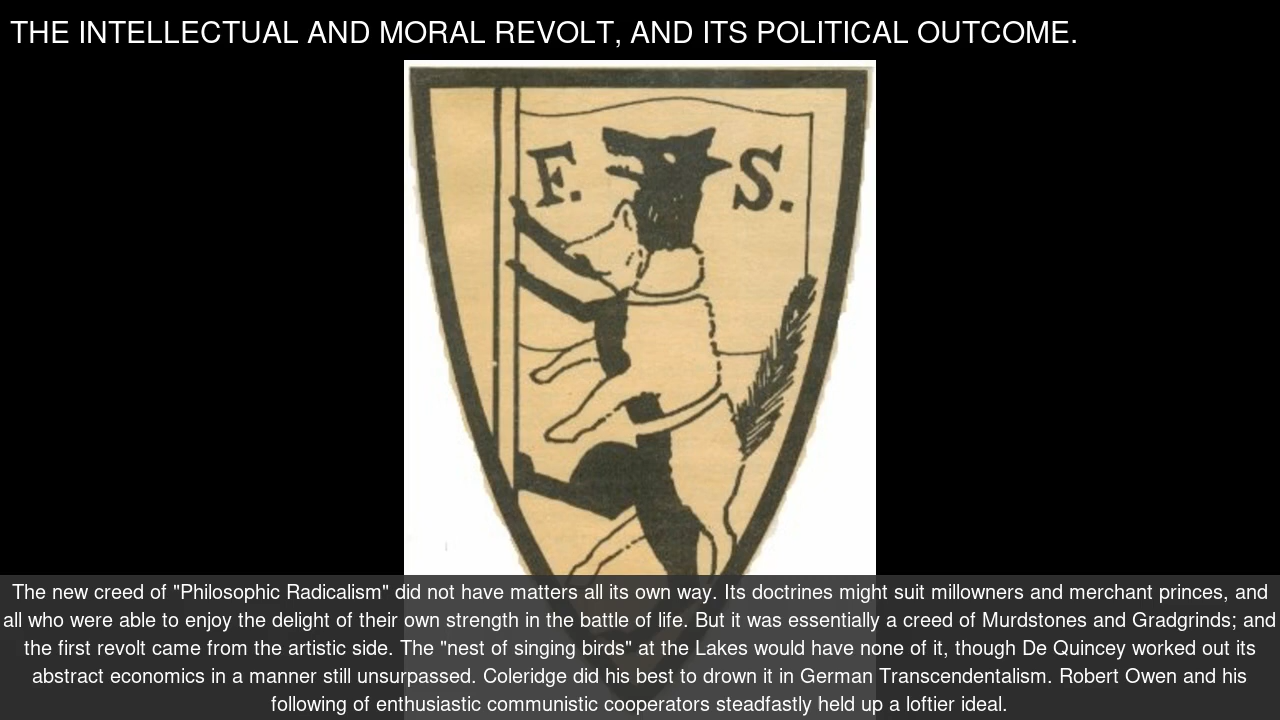 THE INTELLECTUAL AND MORAL REVOLT, AND ITS POLITICAL OUTCOME.
F. S.
The new creed of "Philosophic Radicalism" did not have matters all its own way. Its doctrines might suit millowners and merchant princes, and
all who were able to enjoy the delight of their own strength in the battle of life. But it was essentially a creed of Murdstones and Gradgrinds; and
the first revolt came from the artistic side. The "nest of singing birds" at the Lakes would have none of it, though De Quincey worked out its
abstract economics in a manner still unsurpassed. Coleridge did his best to drown it in German Transcendentalism. Robert Owen and his
following of enthusiastic communistic cooperators steadfastly held up a loftier ideal.